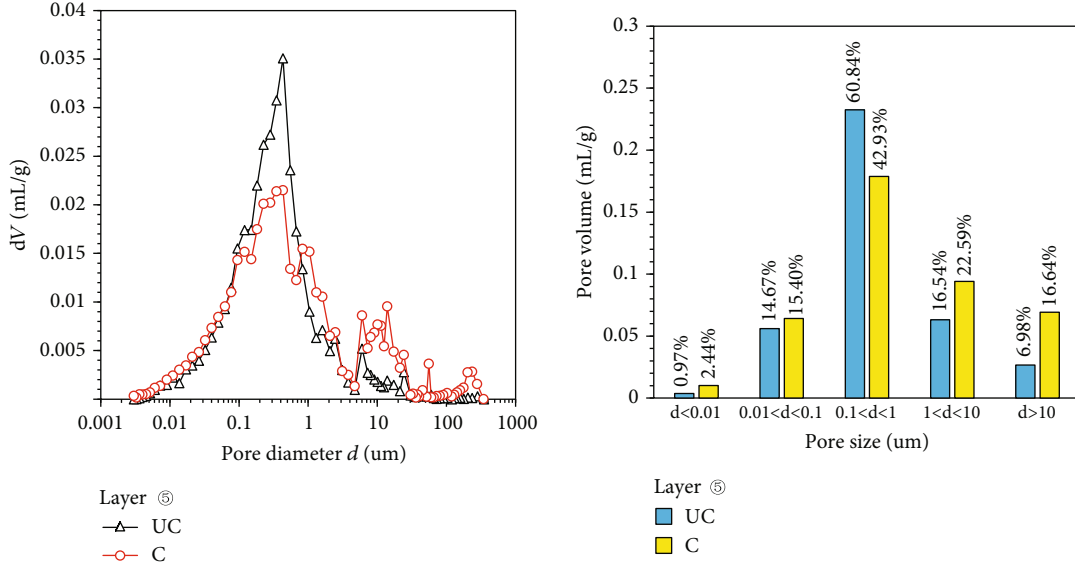 0.04
0.035
0.03
0.025
0.02
0.015
0.01
0.005
dV (mL/g)
0.001 0.01 0.1 1 10 100 1000
Pore diameter d (um)
Layer ⑤
UC
C
0.3
0.25
0.2
0.15
0.1
0.05
0
Pore volume (mL/g)
0.97%
2.44%
14.67%
15.40%
60.84%
42.93%
16.54%
22.59%
6.98%
16.64%
d<0.01 0.01<d<0.1 0.1<d<1 1<d<10 d>10
Pore size (um)
Layer ⑤
UC
C